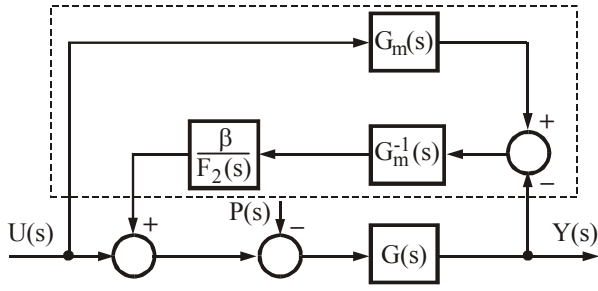 Gm(s)
+
β
F2(s)
Gm-1(s)
−
P(s)
U(s)
+
−
G(s)
Y(s)